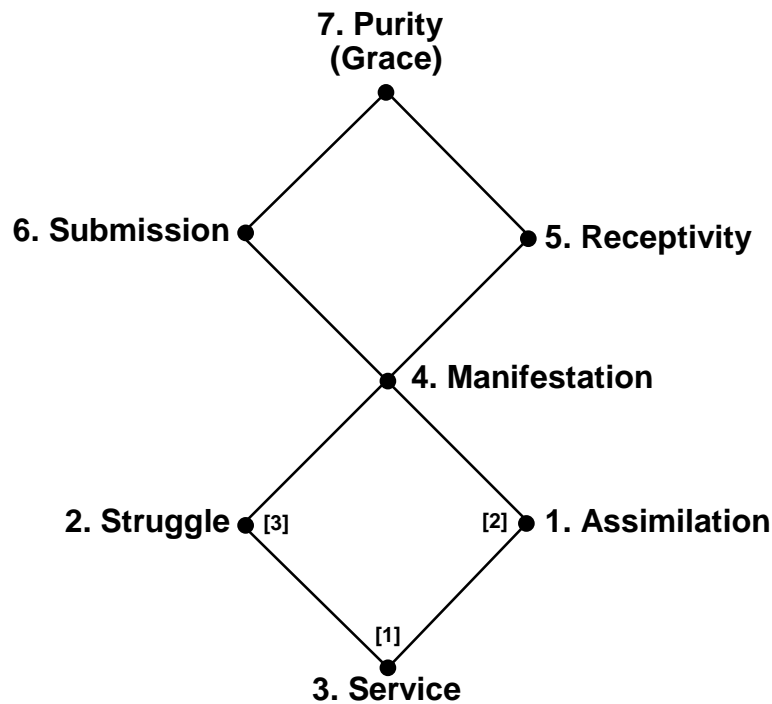 7. Purity
(Grace)
6. Submission
5. Receptivity
4. Manifestation
2. Struggle [3]
[2] 1. Assimilation
[1]
3. Service